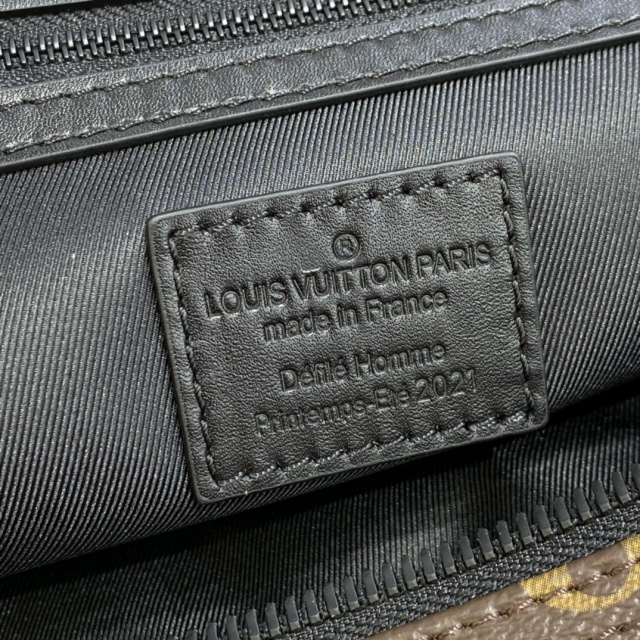 ®
LOUIS VUITTON PARIS
made in France
Défilé Homme
Printemps-Eté 2021